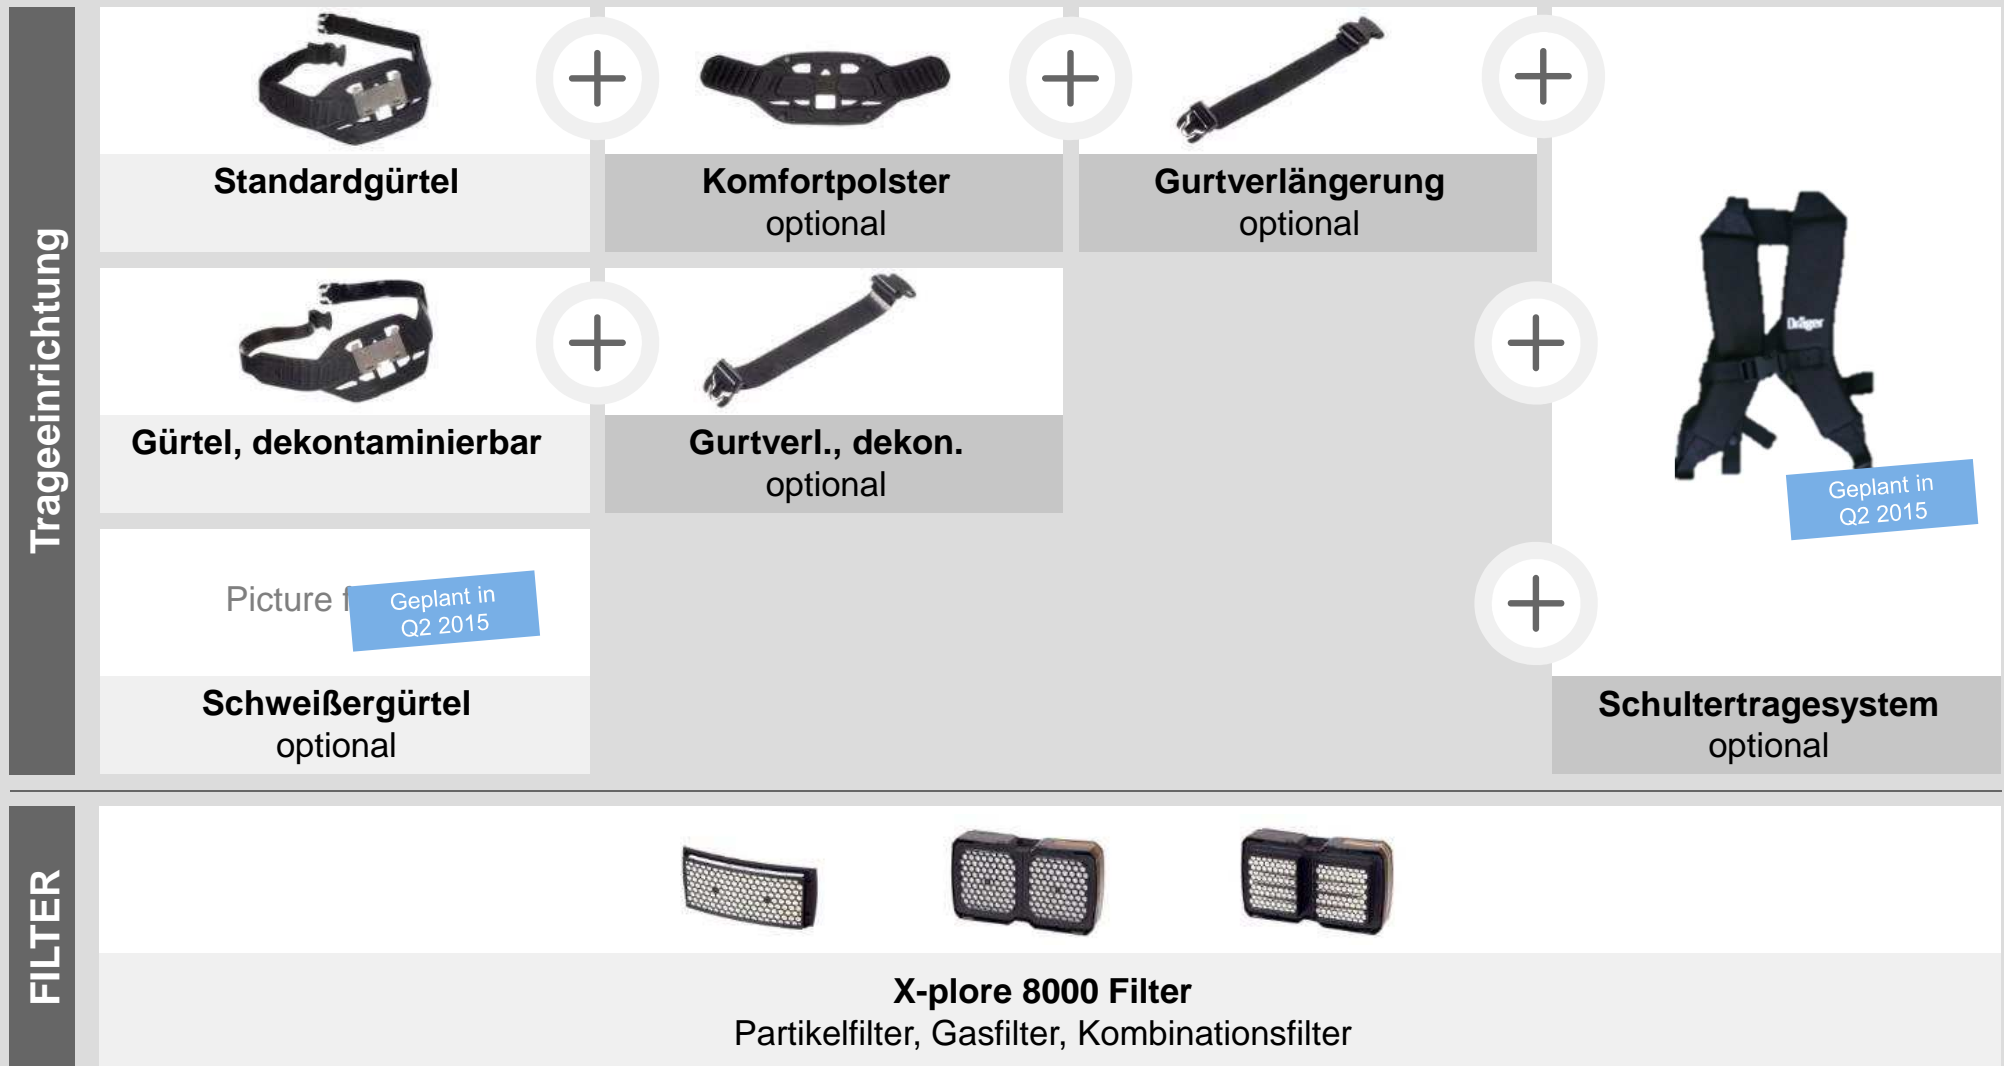 Trageeinrichtung
Standardgürtel
Komfortpolster
optional
Gurtverlängerung
optional
Gürtel, dekontaminierbar
Gurtverl., dekon.
optional
Dräger
Geplant in
Q2 2015
Picture
Geplant in
Q2 2015
Schweißergürtel
optional
Schultertragesystem
optional
FILTER
X-plore 8000 Filter
Partikelfilter, Gasfilter, Kombinationsfilter